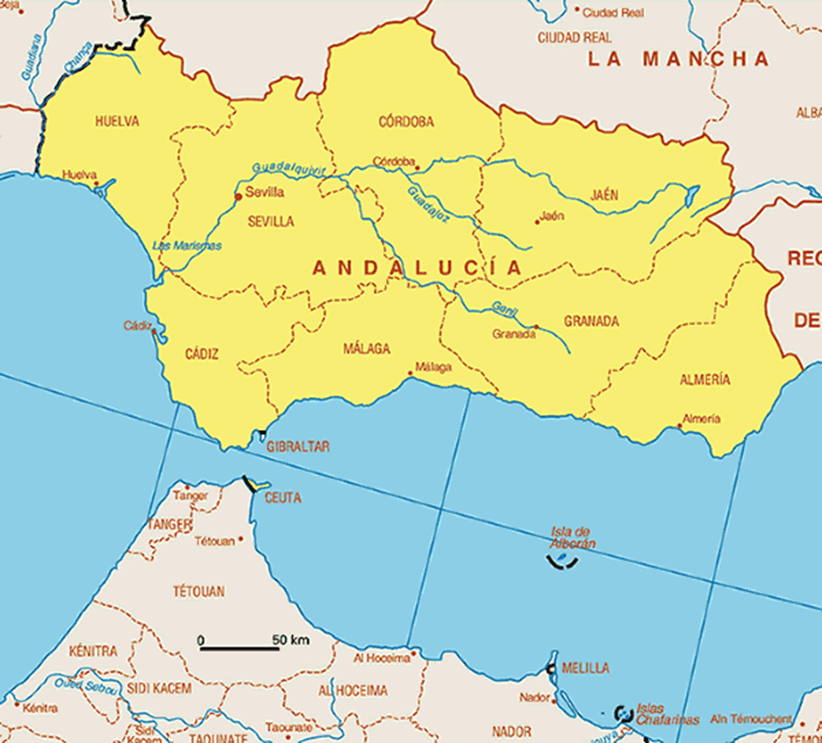 Beja
Ciudad Real
CIUDAD REAL
LA MANCHA
Guadiana
Chança
ALBA
HUELVA
CÓRDOBA
Huelva
Guadalquivir
Córdoba
Sevilla
SEVILLA
Guadajoz
JAÉN
Jaén
Las Marismas
ANDALUCÍA
REG
DE
Cádiz
CÁDIZ
MÁLAGA
Málaga
Genil
Granada
GRANADA
ALMERÍA
Almería
GIBRALTAR
CEUTA
Tanger
TANGER
Tétouan
TÉTOUAN
Isla de
Alborán
0 50 km
KÉNITRA
Oued Sebou
Kénitra
SIDI KACEM
Sidi
Kacem
Al Hoceima
AL HOCEIMA
Taounate
TAOUNATE
MELILLA
Nador
NADOR
Islas
Chafarinas
Aïn Témouchent
TÉMO